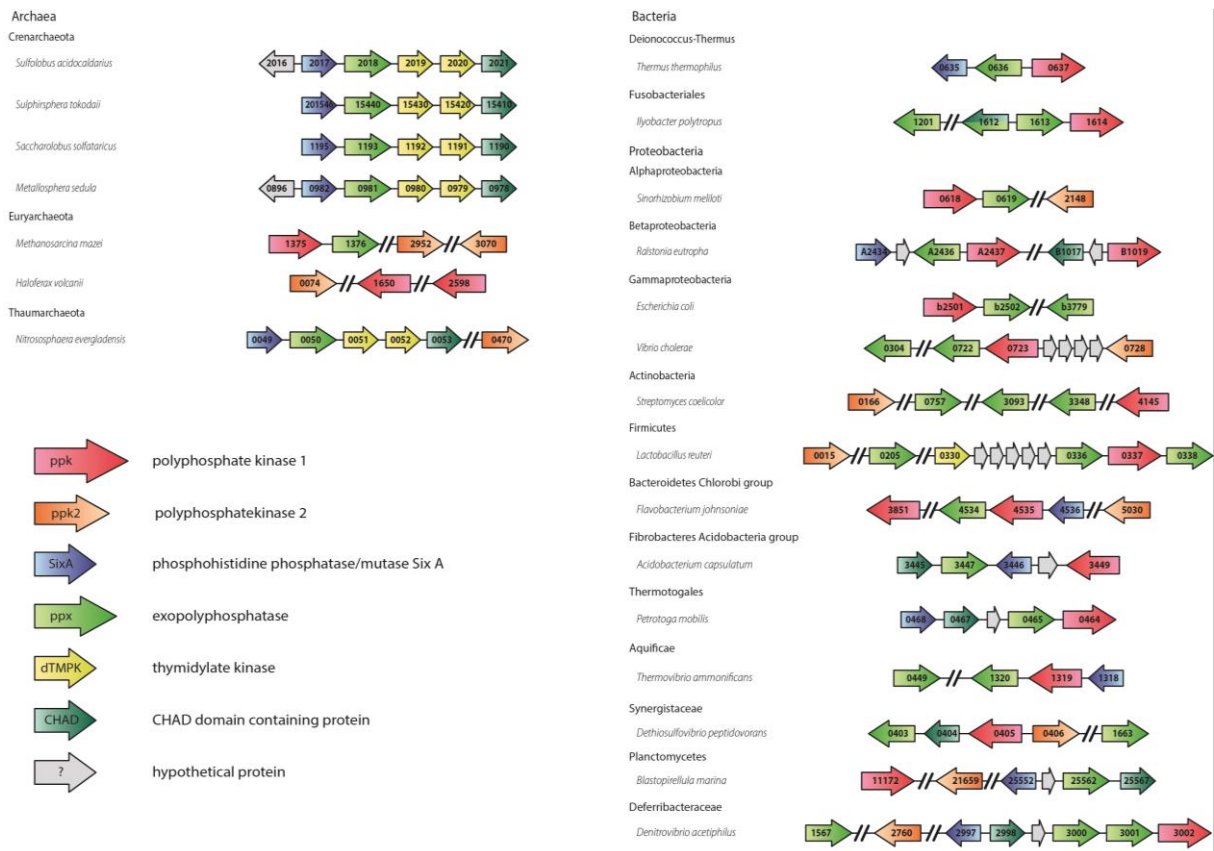 Archaea
Crenarchaeota
Sulfolobus acidocaldarius
2016 2017 2018 2019 2020 2021
Sulphirsphera tokodaii
201546 15440 15430 15420 15410
Saccharolobus solfataricus
1195 1193 1192 1191 1190
Metallosphera sedula
0896 0982 0981 0980 0979 0978
Euryarchaeota
Methanosarcina mazei
1375 1376 2952 3070
Haloferax volcanii
0074 1650 2598
Thaumarchaeota
Nitrososphaera evergladensis
0049 0050 0051 0052 0053 0470
ppk polyphosphate kinase 1
ppk2 polyphosphatekinase 2
SixA phosphohistidine phosphatase/mutase Six A
ppx exopolyphosphatase
dTMPK thymidylate kinase
CHAD CHAD domain containing protein
? hypothetical protein
Bacteria
Deionococcus-Thermus
Thermus thermophilus
0635 0636 0637
Fusobacteriales
Ilyobacter polytropus
1201 1612 1613 1614
Proteobacteria
Alphaproteobacteria
Sinorhizobium meliloti
0618 0619 2148
Betaproteobacteria
Ralstonia eutropha
A2434 A2436 A2437 B1017 B1019
Gammaproteobacteria
Escherichia coli
b2501 b2502 b3779
Vibrio cholerae
0304 0722 0723 0728
Actinobacteria
Streptomyces coelicolor
0166 0757 3093 3348 4145
Firmicutes
Lactobacillus reuteri
0015 0205 0330 0336 0337 0338
Bacteroidetes Chlorobi group
Flavobacterium johnsoniae
3851 4534 4535 4536 5030
Fibrobacteres Acidobacteria group
Acidobacterium capsulatum
3445 3447 3446 3449
Thermotogales
Petrotoga mobilis
0468 0467 0465 0464
Aquificae
Thermovibrio ammonificans
0449 1320 1319 1318
Synergistaceae
Dethiosulfovibrio peptidovorans
0403 0404 0405 0406 1663
Planctomycetes
Blastopirellula marina
11172 21659 25552 25562 25567
Deferribacteraceae
Denitrovibrio acetiphilus
1567 2760 2997 2998 3000 3001 3002